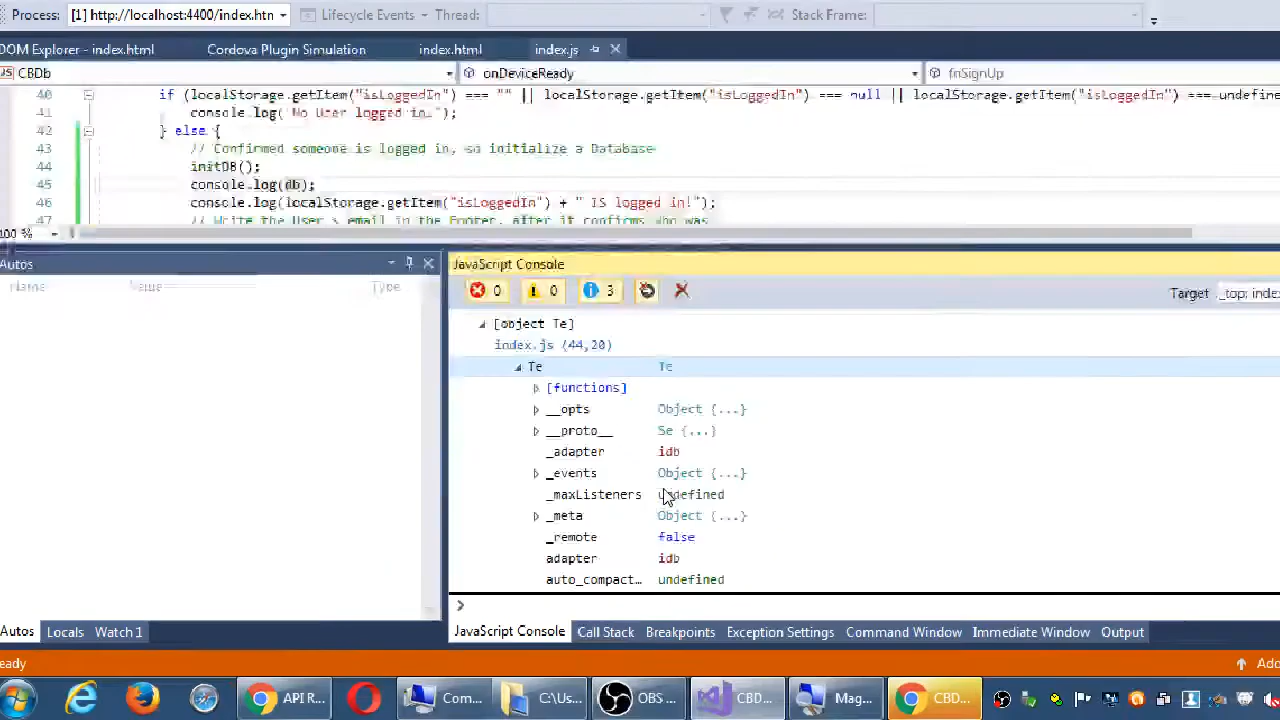 Process: [1] http://localhost:4400/index.htn Lifecycle Events Thread: Stack Frame:
DOM Explorer - index.html Cordova Plugin Simulation index.html index.js
JS CBDb onDeviceReady fnSignUp
40 if (localStorage.getItem("isLoggedIn") === "" || localStorage.getItem("isLoggedIn") === null || localStorage.getItem("isLoggedIn") === undefine
41 console.log("No User logged in.");
42 } else {
43 // Confirmed someone is logged in, so initialize a Database
44 initDB();
45 console.log(db);
46 console.log(localStorage.getItem("isLoggedIn") + " IS logged in!");
47 // Write the User's email in the Footer, after it confirms who was
100 %
Autos
Name Value Type
JavaScript Console
0 0 3 Target _top: inde
[object Te]
index.js (44,20)
Te Te
[functions]
__opts Object {...}
__proto__ Se {...}
_adapter idb
_events Object {...}
_maxListeners undefined
_meta Object {...}
_remote false
adapter idb
auto_compact... undefined
>
Autos Locals Watch 1
JavaScript Console Call Stack Breakpoints Exception Settings Command Window Immediate Window Output
eady Add
API R... Com... C:\Us... OBS ... CBD... Mag... CBD...